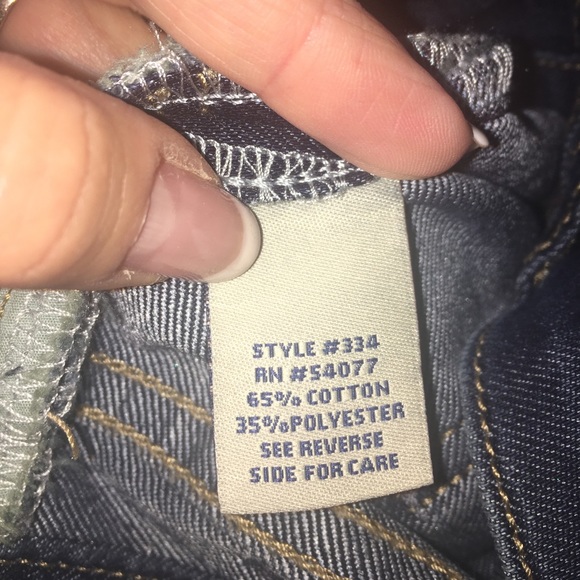 STYLE #334
RN #54077
65% COTTON
35%POLYESTER
SEE REVERSE
SIDE FOR CARE